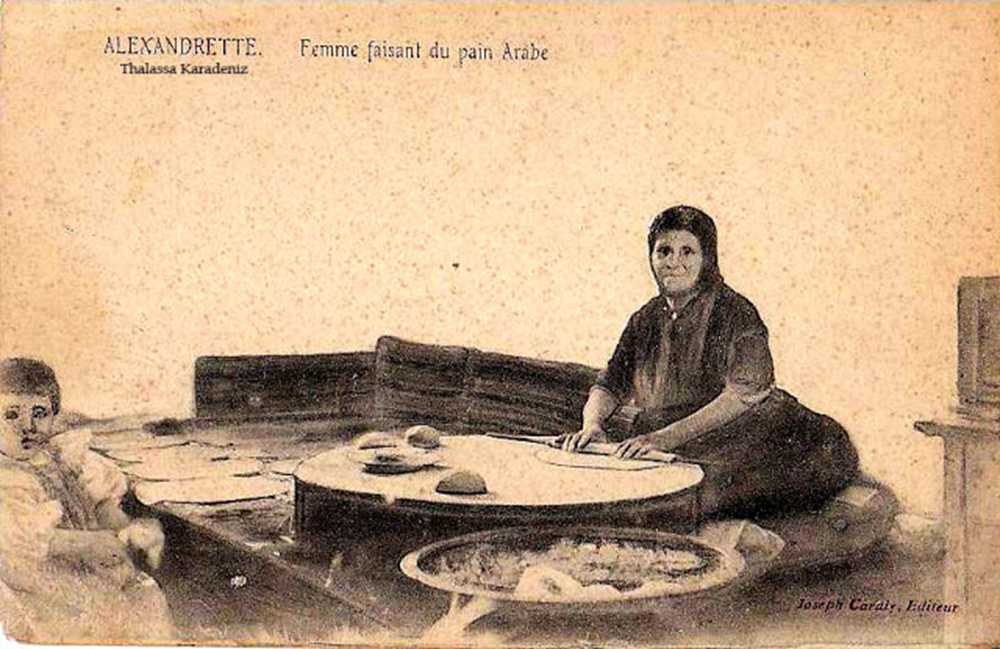 ALEXANDRETTE. Femme faisant du pain Arabe
Thalassa Karadeniz
Joseph Caraly, Editeur